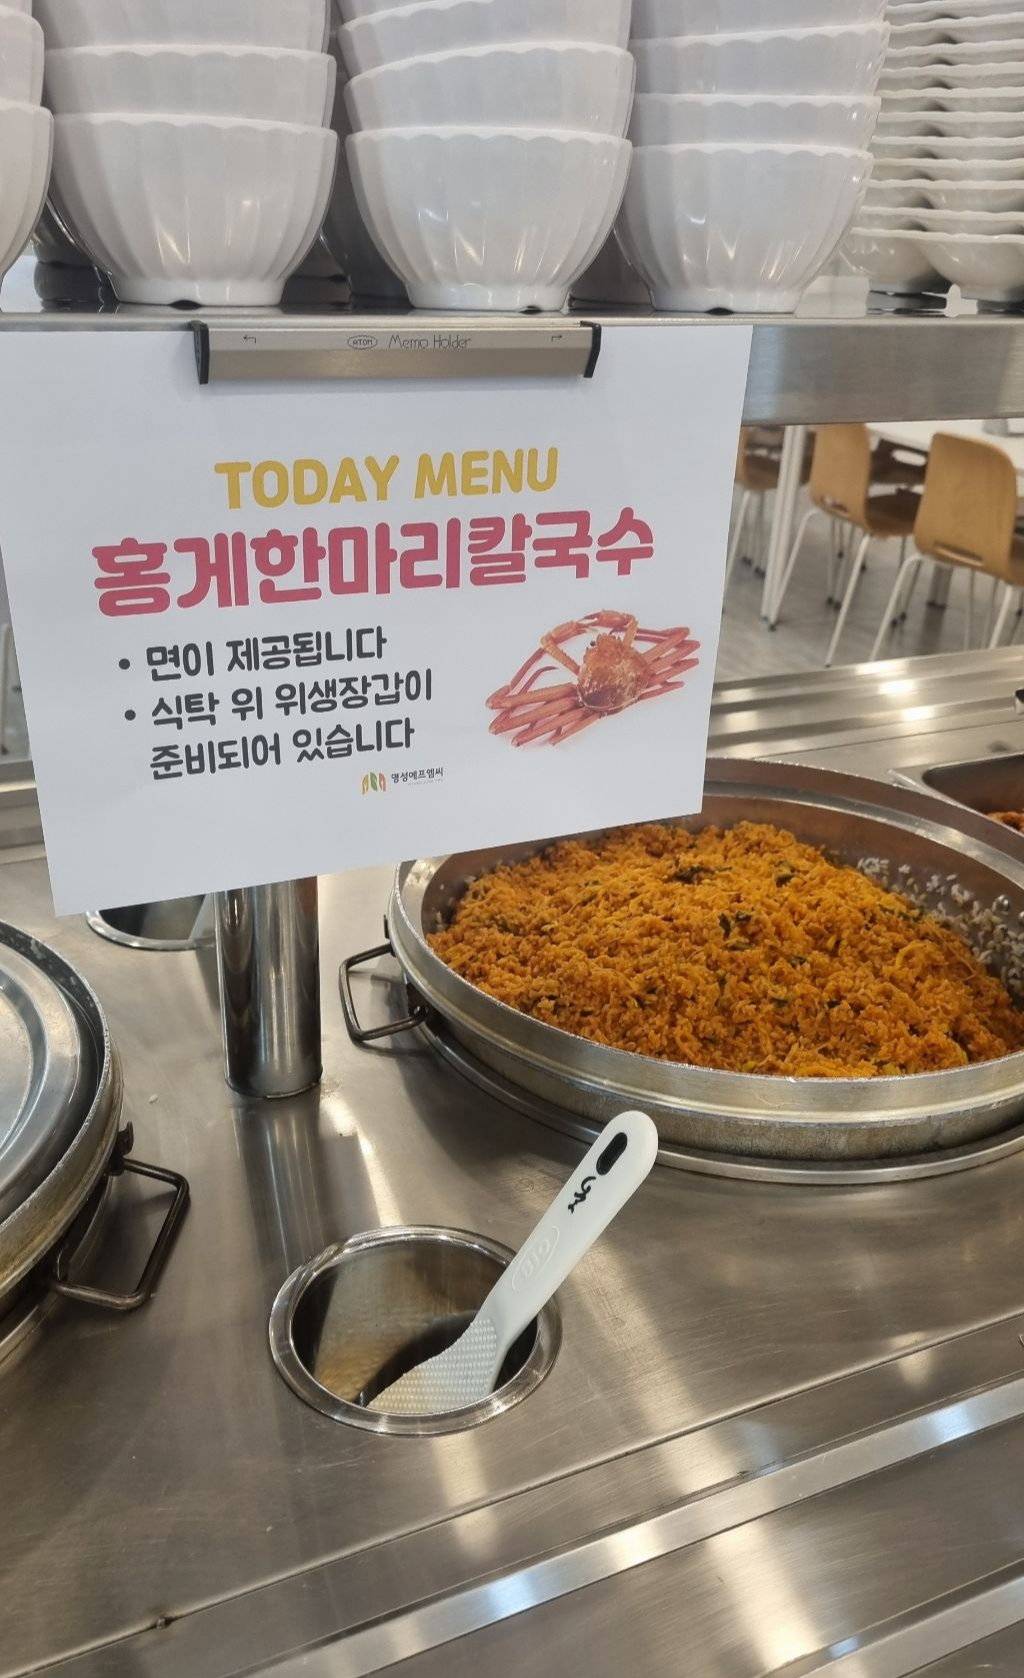 ATOM Memo Holder
TODAY MENU
홍게한마리칼국수
• 면이 제공됩니다
• 식탁 위 위생장갑이
준비되어 있습니다
명성에프엠씨